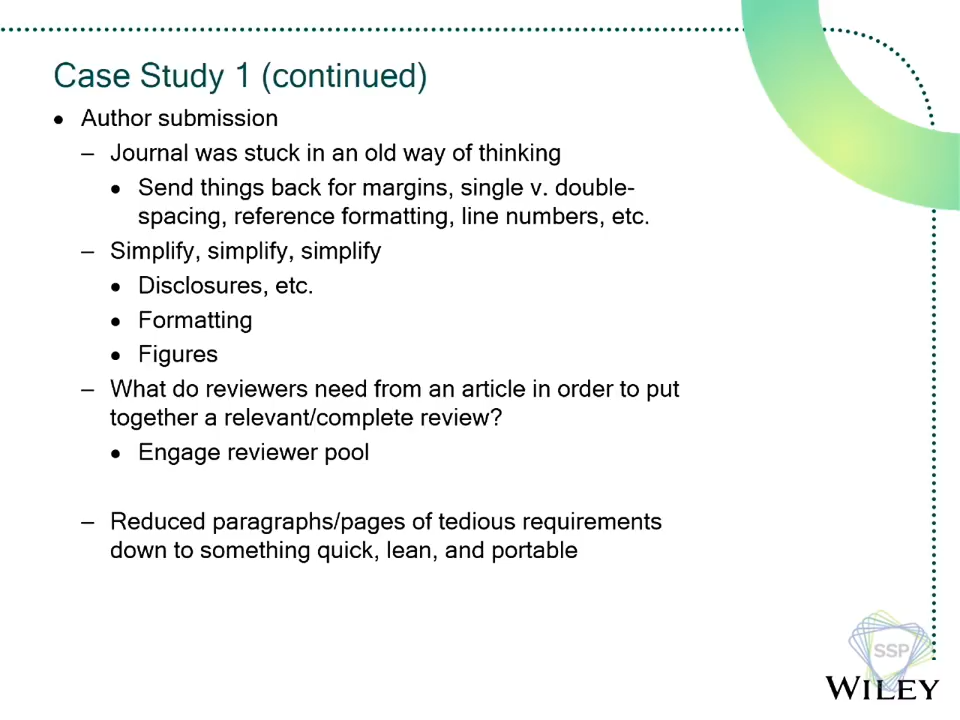 Case Study 1 (continued)
• Author submission
– Journal was stuck in an old way of thinking
• Send things back for margins, single v. double-
spacing, reference formatting, line numbers, etc.
– Simplify, simplify, simplify
• Disclosures, etc.
• Formatting
• Figures
– What do reviewers need from an article in order to put
together a relevant/complete review?
• Engage reviewer pool
– Reduced paragraphs/pages of tedious requirements
down to something quick, lean, and portable
SSP
WILEY